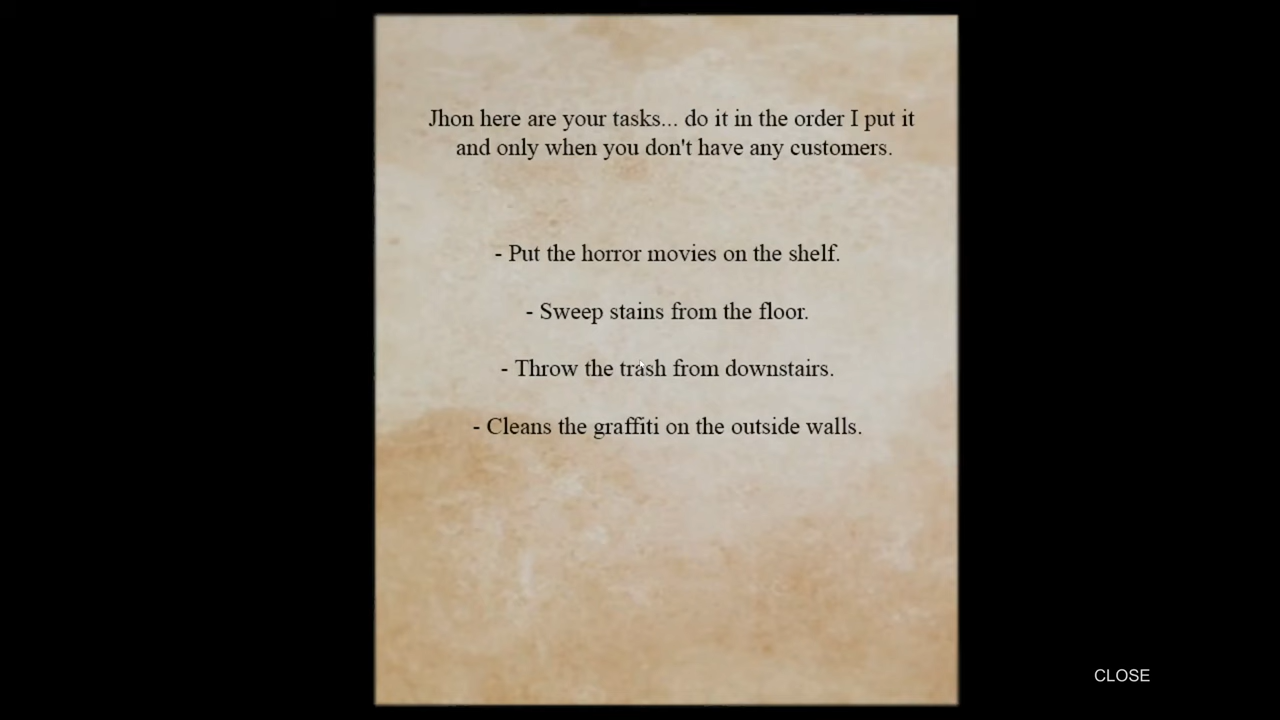 Jhon here are your tasks... do it in the order I put it
and only when you don't have any customers.
- Put the horror movies on the shelf.
- Sweep stains from the floor.
- Throw the trash from downstairs.
- Cleans the graffiti on the outside walls.
CLOSE